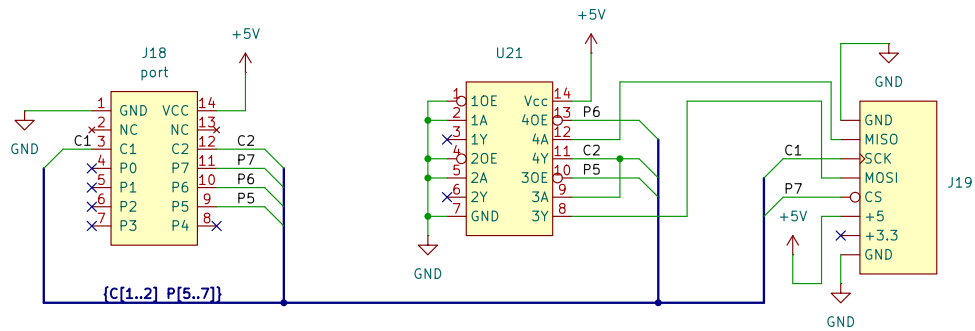 J18
port
+5V
1 GND VCC 14
2 NC NC 13
C1 3 C1 C2 12 C2
4 P0 P7 11 P7
5 P1 P6 10 P6
6 P2 P5 9 P5
7 P3 P4 8
GND
{C[1..2] P[5..7]}
U21
+5V
1 1OE Vcc 14
2 1A 4OE 13 P6
3 1Y 4A 12
4 2OE 4Y 11 C2
5 2A 3OE 10 P5
6 2Y 3A 9
7 GND 3Y 8
GND
GND
J19
GND
MISO
C1 SCK
MOSI
P7 CS
+5V +5
+3.3
GND
GND